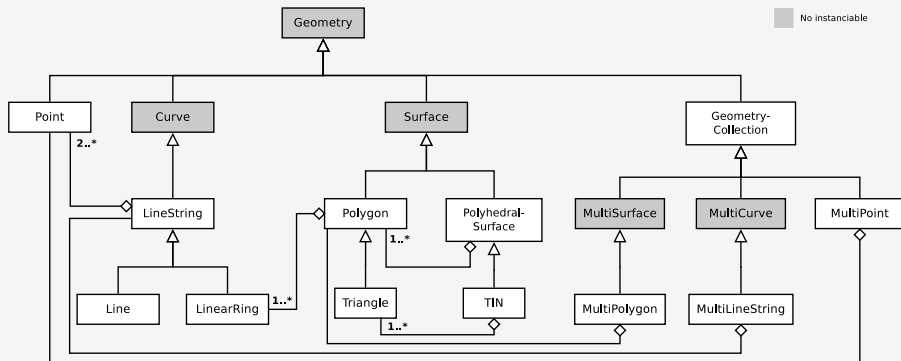 Geometry
No instanciable
Point
Curve
Surface
Geometry-
Collection
2..*
LineString
Polygon
Polyhedral-
Surface
MultiSurface
MultiCurve
MultiPoint
1..*
Line
LinearRing
1..*
Triangle
TIN
MultiPolygon
MultiLineString
1..*